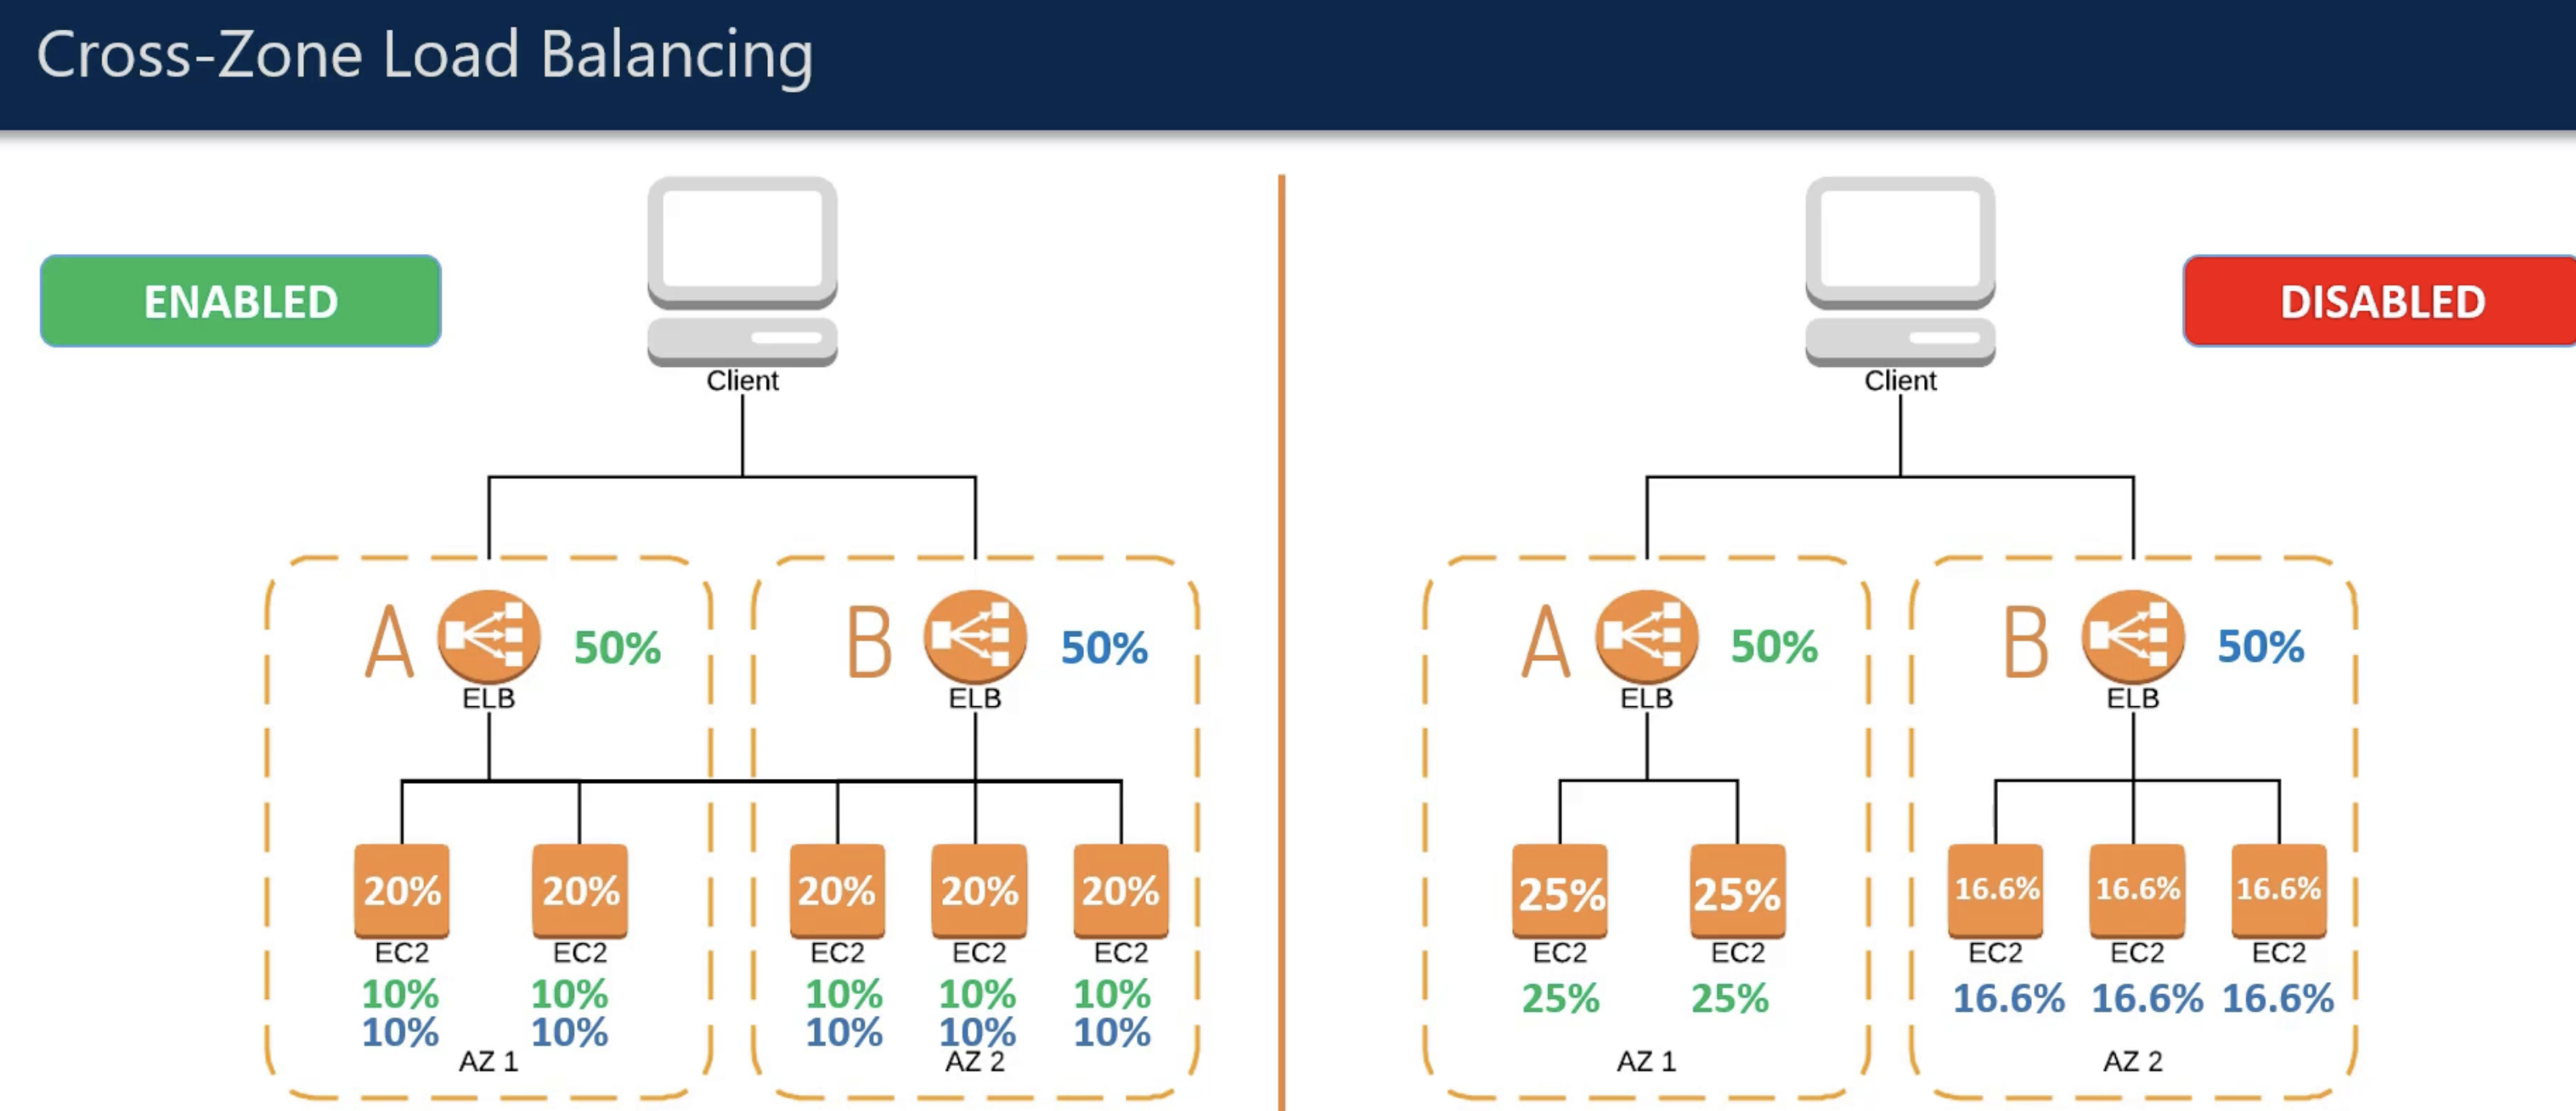 Cross-Zone Load Balancing
ENABLED
Client
A
ELB
50%
B
ELB
50%
20%
20%
20%
20%
20%
EC2
EC2
EC2
EC2
EC2
10%
10%
10%
10%
10%
10%
10%
10%
10%
10%
AZ 1
AZ 2
DISABLED
Client
A
ELB
50%
B
ELB
50%
25%
25%
16.6%
16.6%
16.6%
EC2
EC2
EC2
EC2
EC2
25%
25%
16.6%
16.6%
16.6%
AZ 1
AZ 2